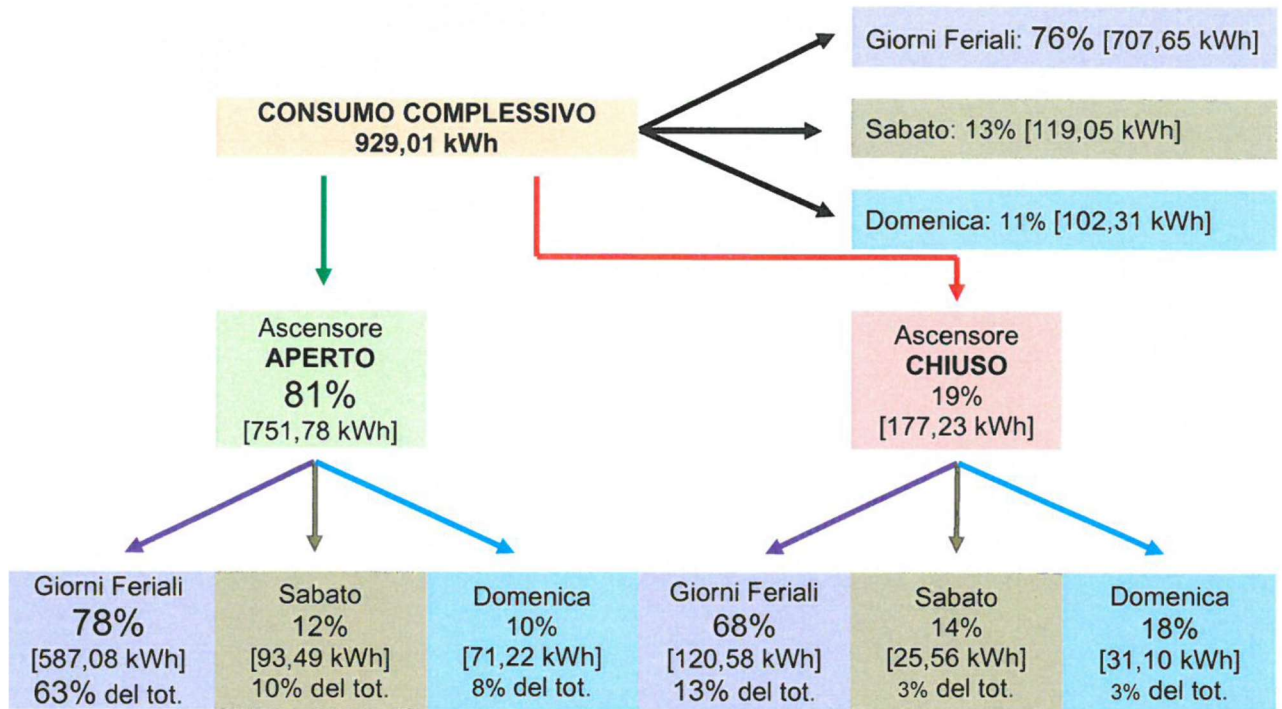 CONSUMO COMPLESSIVO
929,01 kWh
Giorni Feriali: 76% [707,65 kWh]
Sabato: 13% [119,05 kWh]
Domenica: 11% [102,31 kWh]
Ascensore
APERTO
81%
[751,78 kWh]
Ascensore
CHIUSO
19%
[177,23 kWh]
Giorni Feriali
78%
[587,08 kWh]
63% del tot.
Sabato
12%
[93,49 kWh]
10% del tot.
Domenica
10%
[71,22 kWh]
8% del tot.
Giorni Feriali
68%
[120,58 kWh]
13% del tot.
Sabato
14%
[25,56 kWh]
3% del tot.
Domenica
18%
[31,10 kWh]
3% del tot.